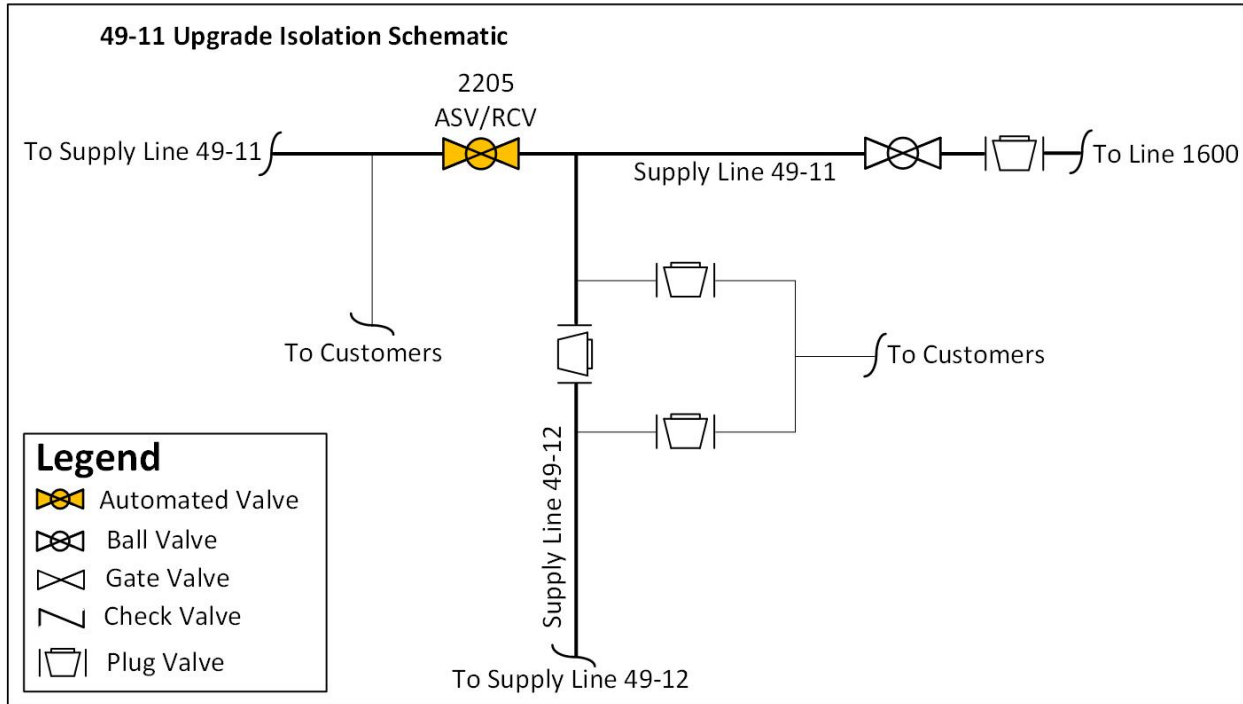 49-11 Upgrade Isolation Schematic
2205
ASV/RCV
To Supply Line 49-11
Supply Line 49-11
To Line 1600
To Customers
To Customers
Supply Line 49-12
To Supply Line 49-12
Legend
Automated Valve
Ball Valve
Gate Valve
Check Valve
Plug Valve